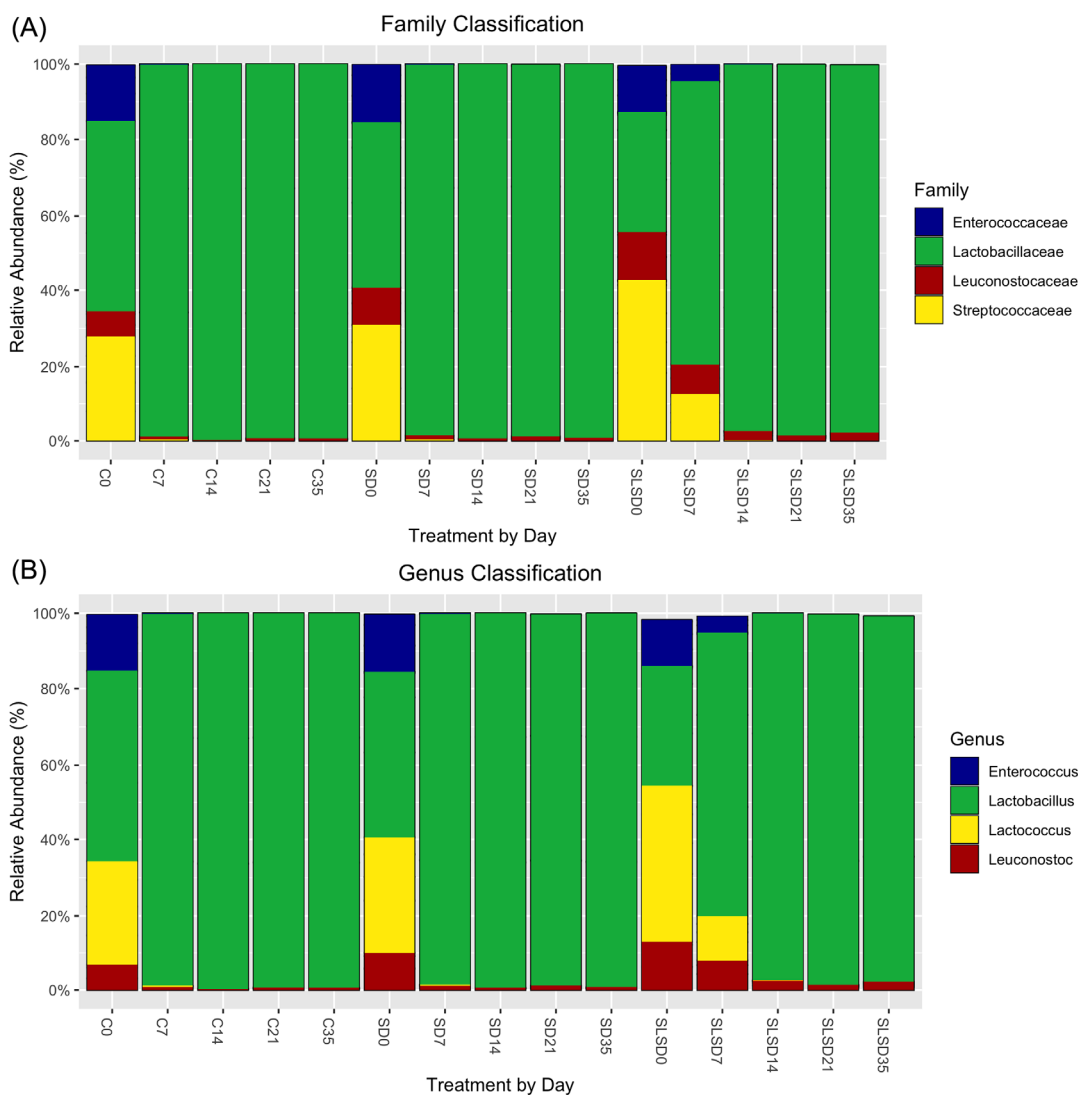 (A)
Family Classification
Relative Abundance (%)
100%
80%
60%
40%
20%
0%
C0 C7 C14 C21 C35 SD0 SD7 SD14 SD21 SD35 SLSD0 SLSD7 SLSD14 SLSD21 SLSD35
Treatment by Day
Family
Enterococcaceae
Lactobacillaceae
Leuconostocaceae
Streptococcaceae
(B)
Genus Classification
Relative Abundance (%)
100%
80%
60%
40%
20%
0%
C0 C7 C14 C21 C35 SD0 SD7 SD14 SD21 SD35 SLSD0 SLSD7 SLSD14 SLSD21 SLSD35
Treatment by Day
Genus
Enterococcus
Lactobacillus
Lactococcus
Leuconostoc